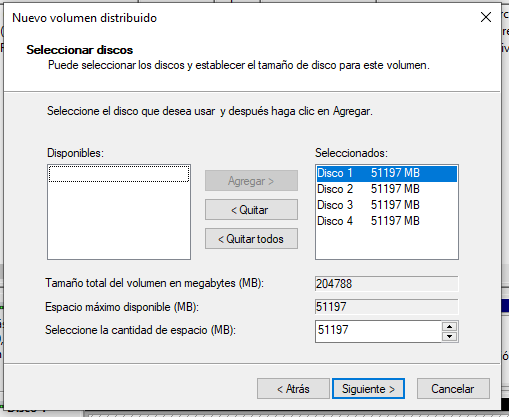 Nuevo volumen distribuido
Seleccionar discos
Puede seleccionar los discos y establecer el tamaño de disco para este volumen.
Seleccione el disco que desea usar y después haga clic en Agregar.
Disponibles:
Seleccionados:
Agregar >
< Quitar
< Quitar todos
Disco 1 51197 MB
Disco 2 51197 MB
Disco 3 51197 MB
Disco 4 51197 MB
Tamaño total del volumen en megabytes (MB): 204788
Espacio máximo disponible (MB): 51197
Seleccione la cantidad de espacio (MB): 51197
< Atrás
Siguiente >
Cancelar